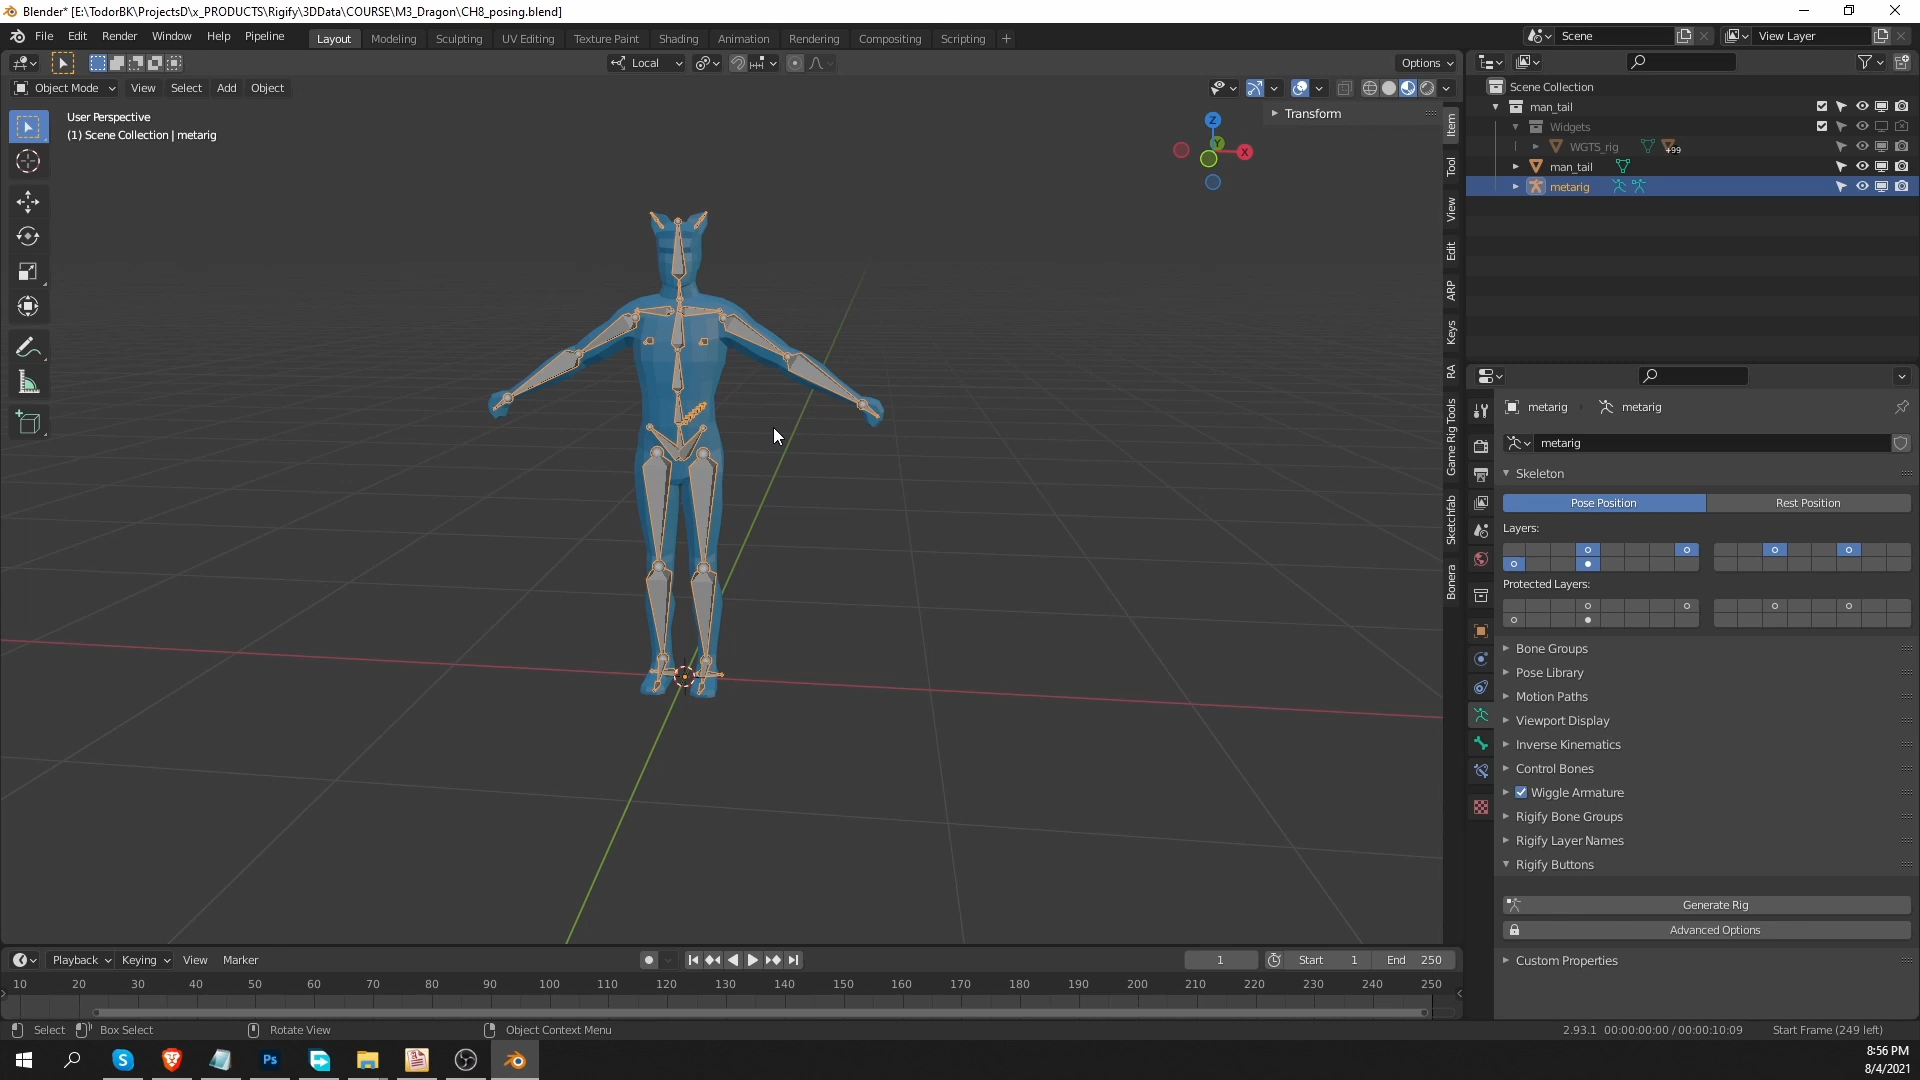 Blender* [E:\TodorBK\ProjectsD\x_PRODUCTS\Rigify\3DData\COURSE\M3_Dragon\CH8_posing.blend]
File Edit Render Window Help Pipeline
Layout Modeling Sculpting UV Editing Texture Paint Shading Animation Rendering Compositing Scripting +
Scene
View Layer
Local
Options
Object Mode View Select Add Object
User Perspective
(1) Scene Collection | metarig
Z
Y
X
Transform
Item
Tool
View
Edit
ARP
Keys
RA
Game Rig Tools
Sketchfab
Bonera
Scene Collection
man_tail
Widgets
WGTS_rig
+99
man_tail
metarig
metarig metarig
metarig
Skeleton
Pose Position Rest Position
Layers:
Protected Layers:
Bone Groups
Pose Library
Motion Paths
Viewport Display
Inverse Kinematics
Control Bones
Wiggle Armature
Rigify Bone Groups
Rigify Layer Names
Rigify Buttons
Generate Rig
Advanced Options
Custom Properties
Playback Keying View Marker
1 Start 1 End 250
10 20 30 40 50 60 70 80 90 100 110 120 130 140 150 160 170 180 190 200 210 220 230 240 250
Select Box Select Rotate View Object Context Menu
2.93.1 00:00:00:00 / 00:00:10:09 Start Frame (249 left)
S
Ps
8:56 PM
8/4/2021